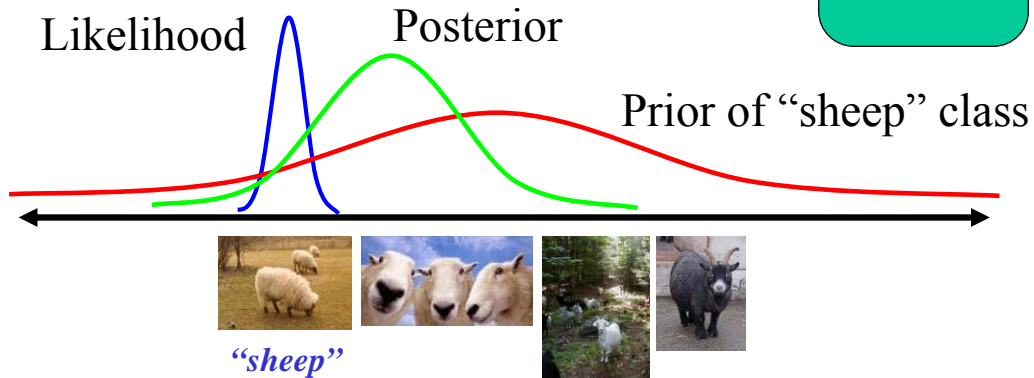 Likelihood
Posterior
Prior of “sheep” class
“sheep”